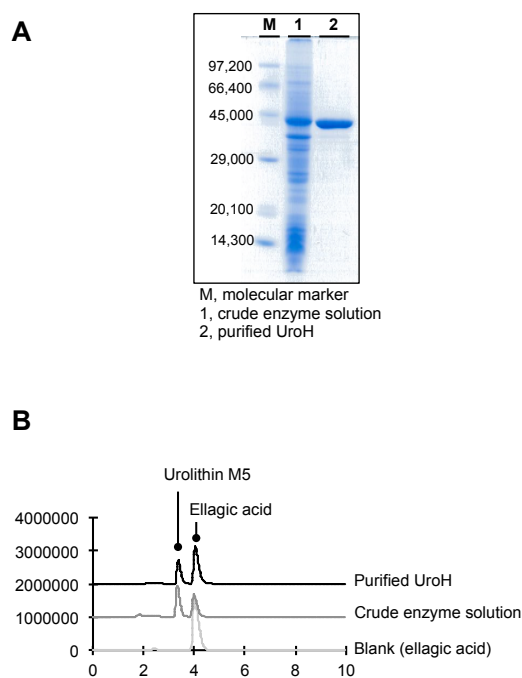 A
M 1 2
97,200
66,400
45,000
29,000
20,100
14,300
M, molecular marker
1, crude enzyme solution
2, purified UroH
B
Urolithin M5
Ellagic acid
4000000
3000000
2000000
1000000
0
Purified UroH
Crude enzyme solution
Blank (ellagic acid)
0 2 4 6 8 10